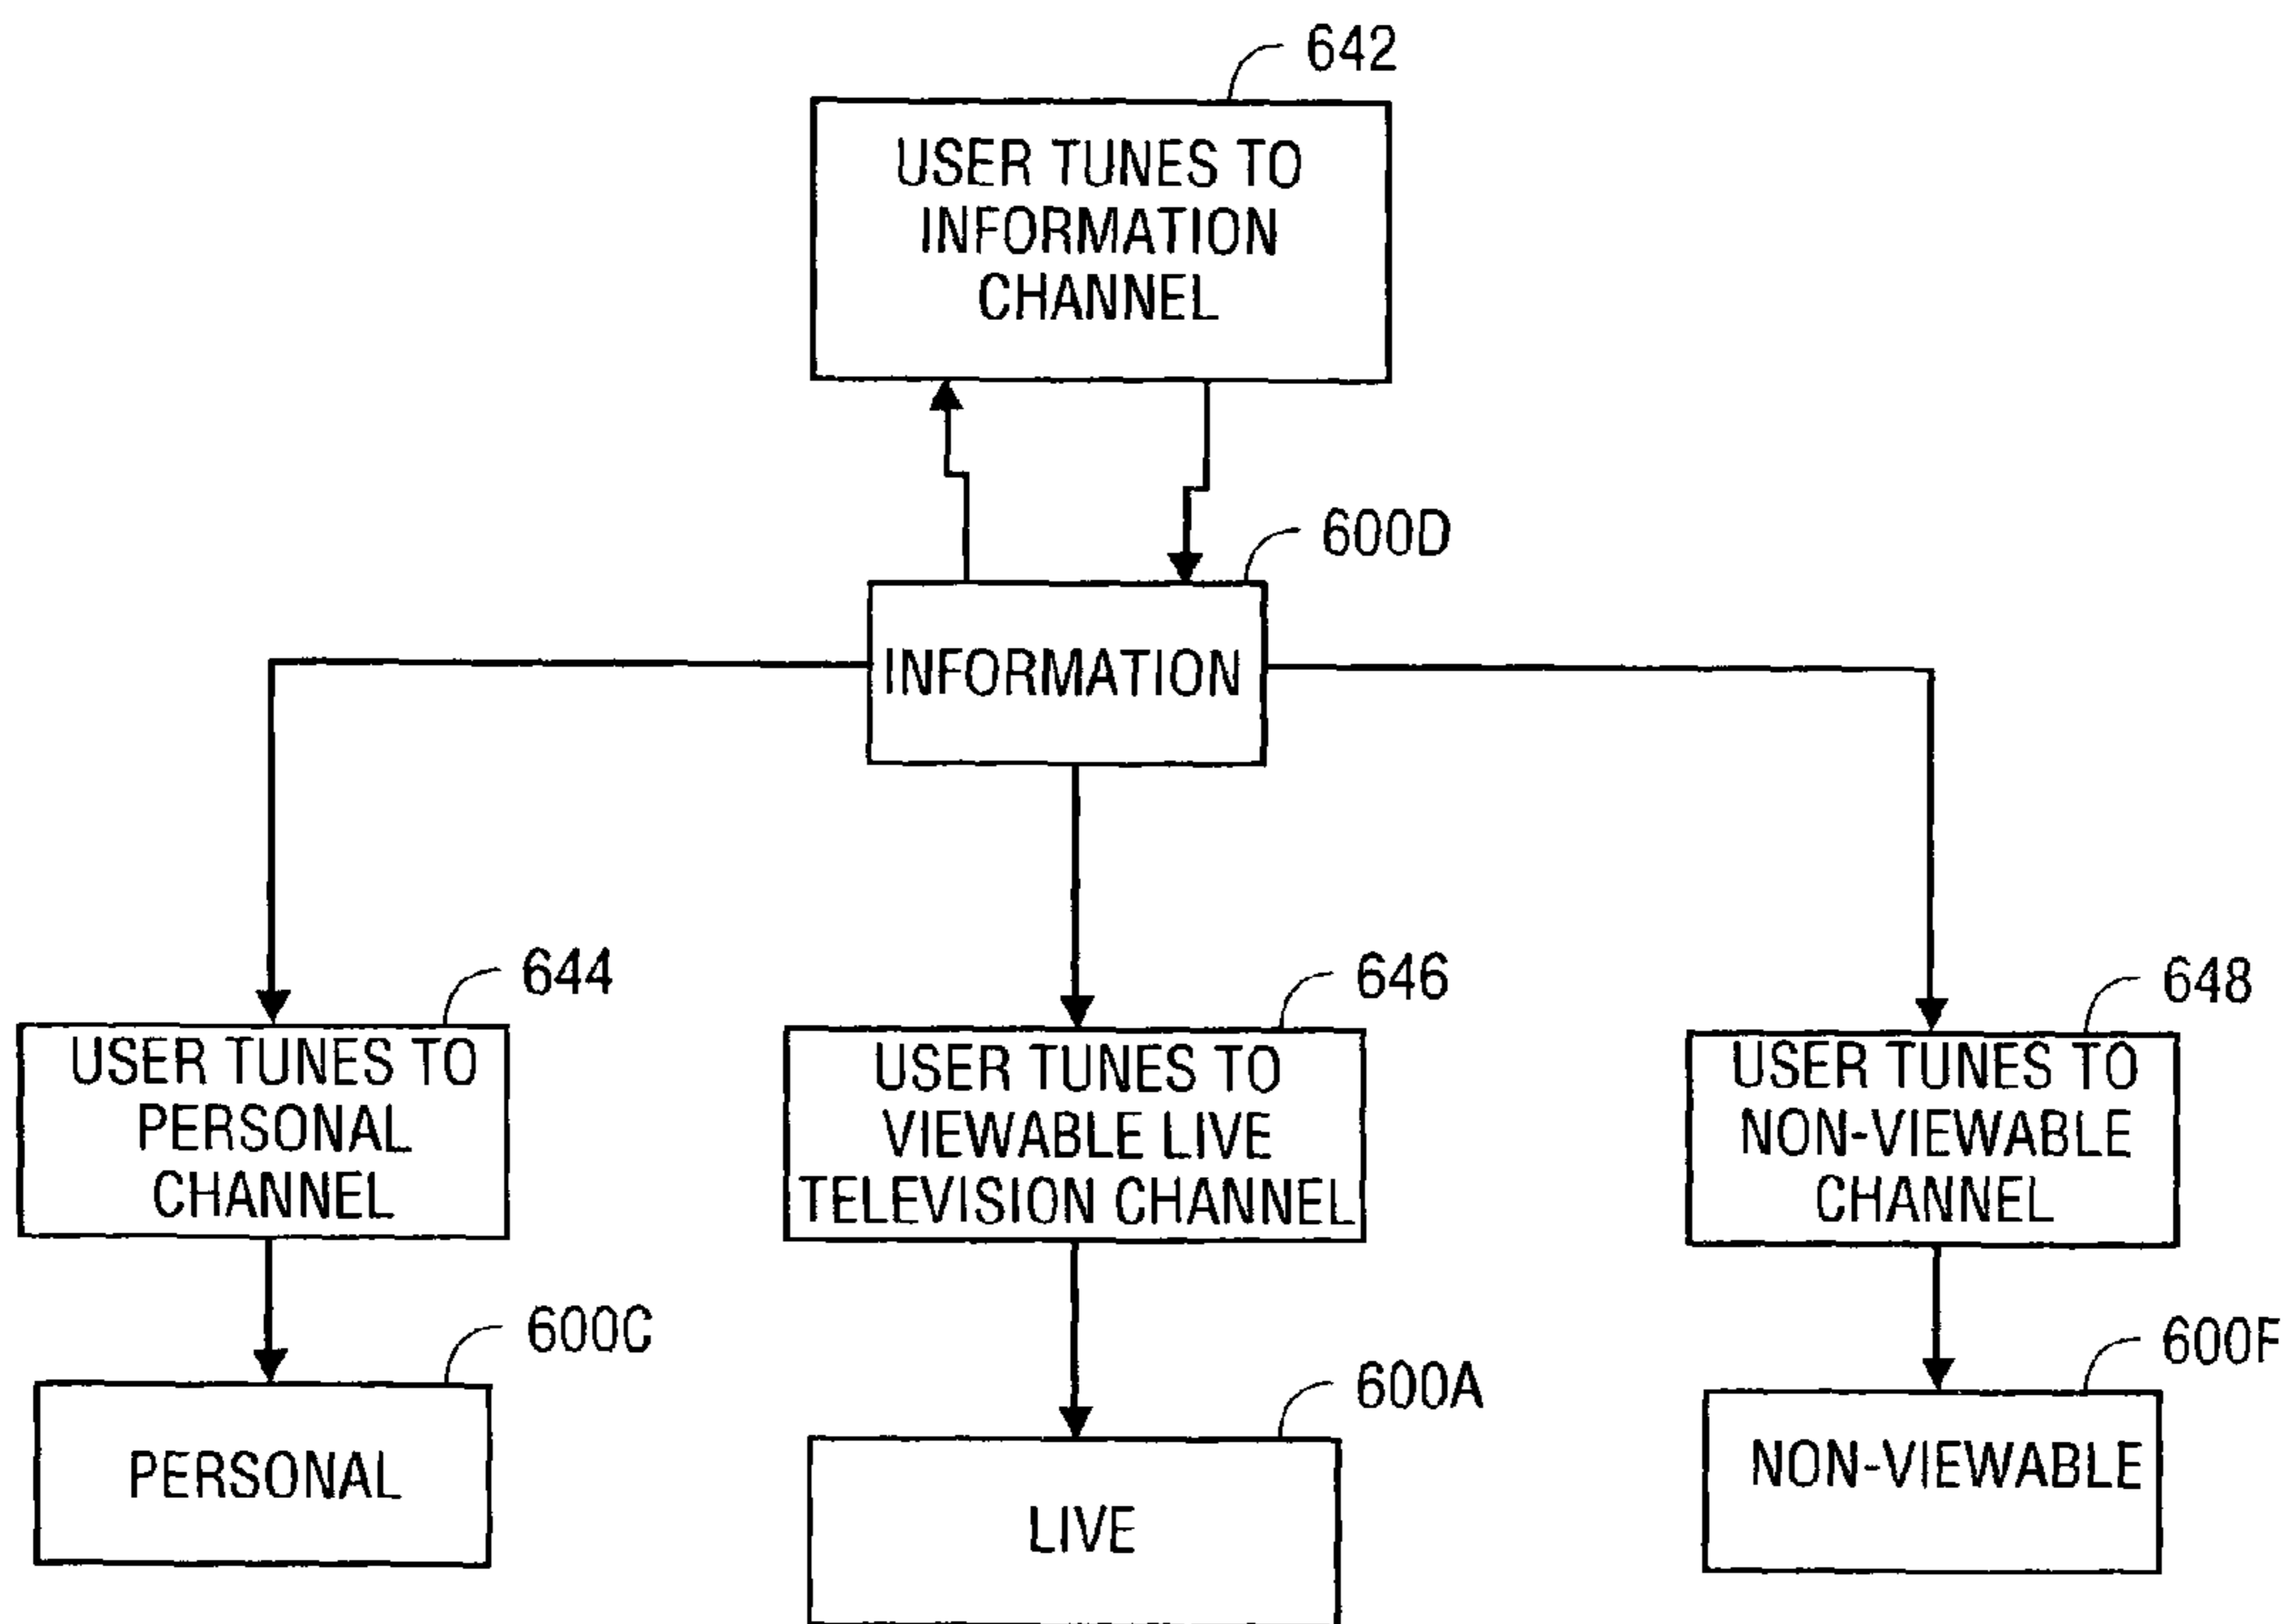 642
USER TUNES TO
INFORMATION
CHANNEL
600D
INFORMATION
644
USER TUNES TO
PERSONAL
CHANNEL
646
USER TUNES TO
VIEWABLE LIVE
TELEVISION CHANNEL
648
USER TUNES TO
NON-VIEWABLE
CHANNEL
600C
PERSONAL
600A
LIVE
600F
NON-VIEWABLE